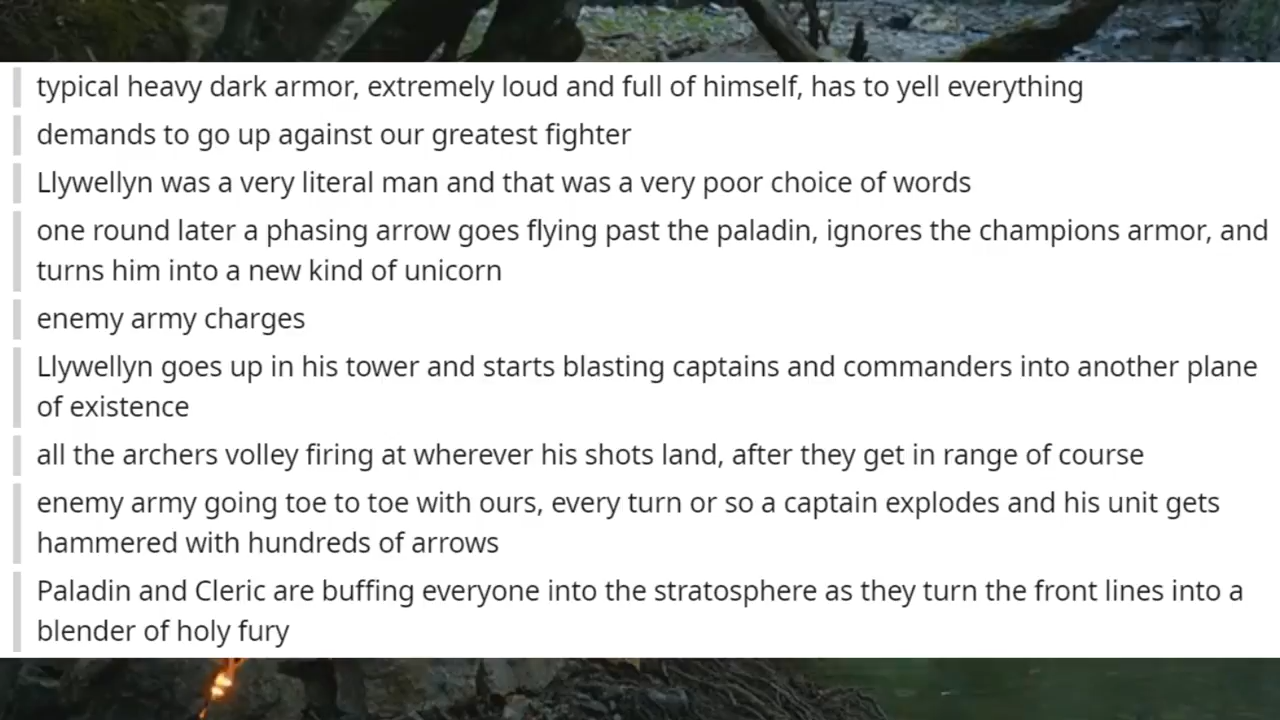 typical heavy dark armor, extremely loud and full of himself, has to yell everything
demands to go up against our greatest fighter
Llywellyn was a very literal man and that was a very poor choice of words
one round later a phasing arrow goes flying past the paladin, ignores the champions armor, and
turns him into a new kind of unicorn
enemy army charges
Llywellyn goes up in his tower and starts blasting captains and commanders into another plane
of existence
all the archers volley firing at wherever his shots land, after they get in range of course
enemy army going toe to toe with ours, every turn or so a captain explodes and his unit gets
hammered with hundreds of arrows
Paladin and Cleric are buffing everyone into the stratosphere as they turn the front lines into a
blender of holy fury